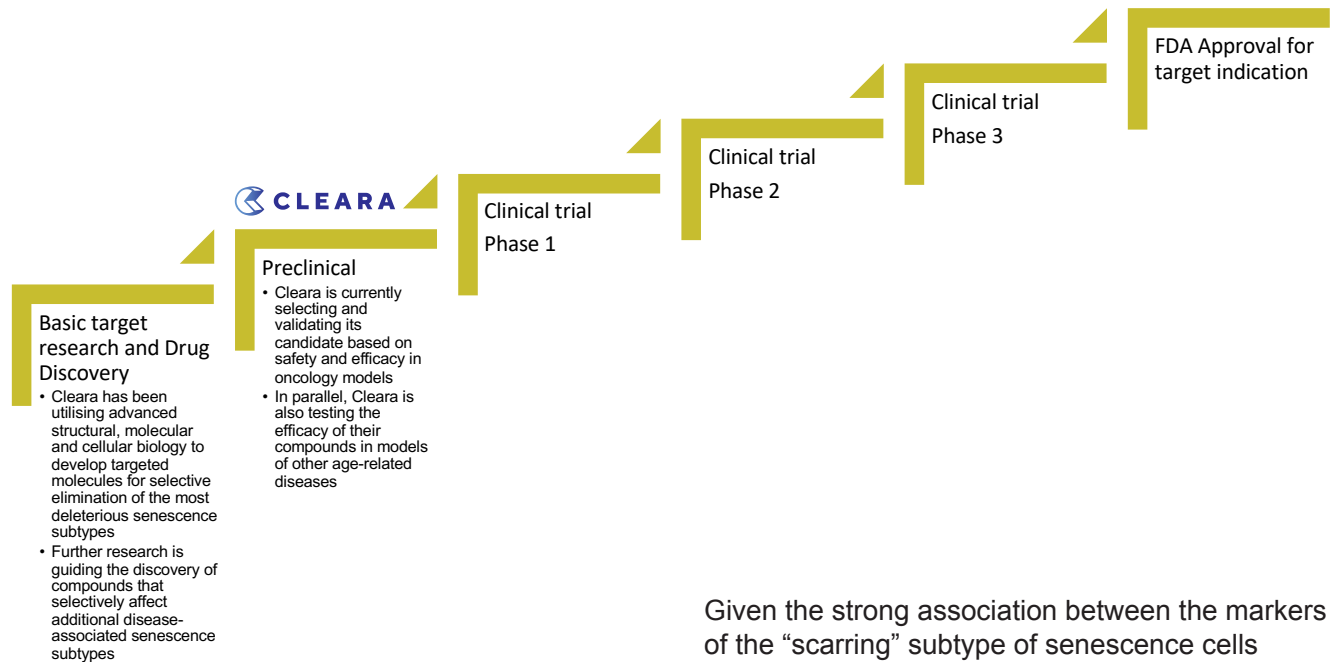 Basic target
research and Drug
Discovery
• Cleara has been
utilising advanced
structural, molecular
and cellular biology to
develop targeted
molecules for selective
elimination of the most
deleterious senescence
subtypes
• Further research is
guiding the discovery of
compounds that
selectively affect
additional disease-
associated senescence
subtypes
CLEARA
Preclinical
• Cleara is currently
selecting and
validating its
candidate based on
safety and efficacy in
oncology models
• In parallel, Cleara is
also testing the
efficacy of their
compounds in models
of other age-related
diseases
Clinical trial
Phase 1
Clinical trial
Phase 2
Clinical trial
Phase 3
FDA Approval for
target indication
Given the strong association between the markers
of the “scarring” subtype of senescence cells